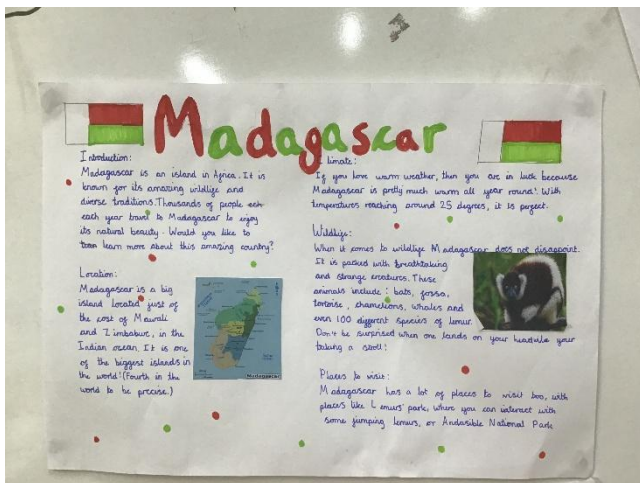 Madagascar
Introduction:
Madagascar is an island in Africa. It is
known for its amazing wildlife and
diverse traditions. Thousands of people
each year travel to Madagascar to enjoy
its natural beauty. Would you like to
learn more about this amazing country?
Location:
Madagascar is a big
island located just of
the cost of Mawali
and Zimbabwe, in the
Indian ocean. It is one
of the biggest islands in
the world! (Fourth in the
world to be precise.)
Madagascar
limate:
If you love warm weather, then you are in luck because
Madagascar is pretty much warm all year round! With
temperatures reaching around 25 degrees, it is perfect.
Wildlife:
When it comes to wildlife Madagascar does not disappoint.
It is packed with breathtaking
and strange creatures. These
animals include: bats, fossa,
tortoise, chameleons, whales and
even 100 different species of lemur.
Don't be surprised when one lands on your head while your
taking a stroll!
Places to visit:
Madagascar has a lot of places to visit too, with
places like Lemurs' park, where you can interact with
some jumping lemurs, or Andasible National Park